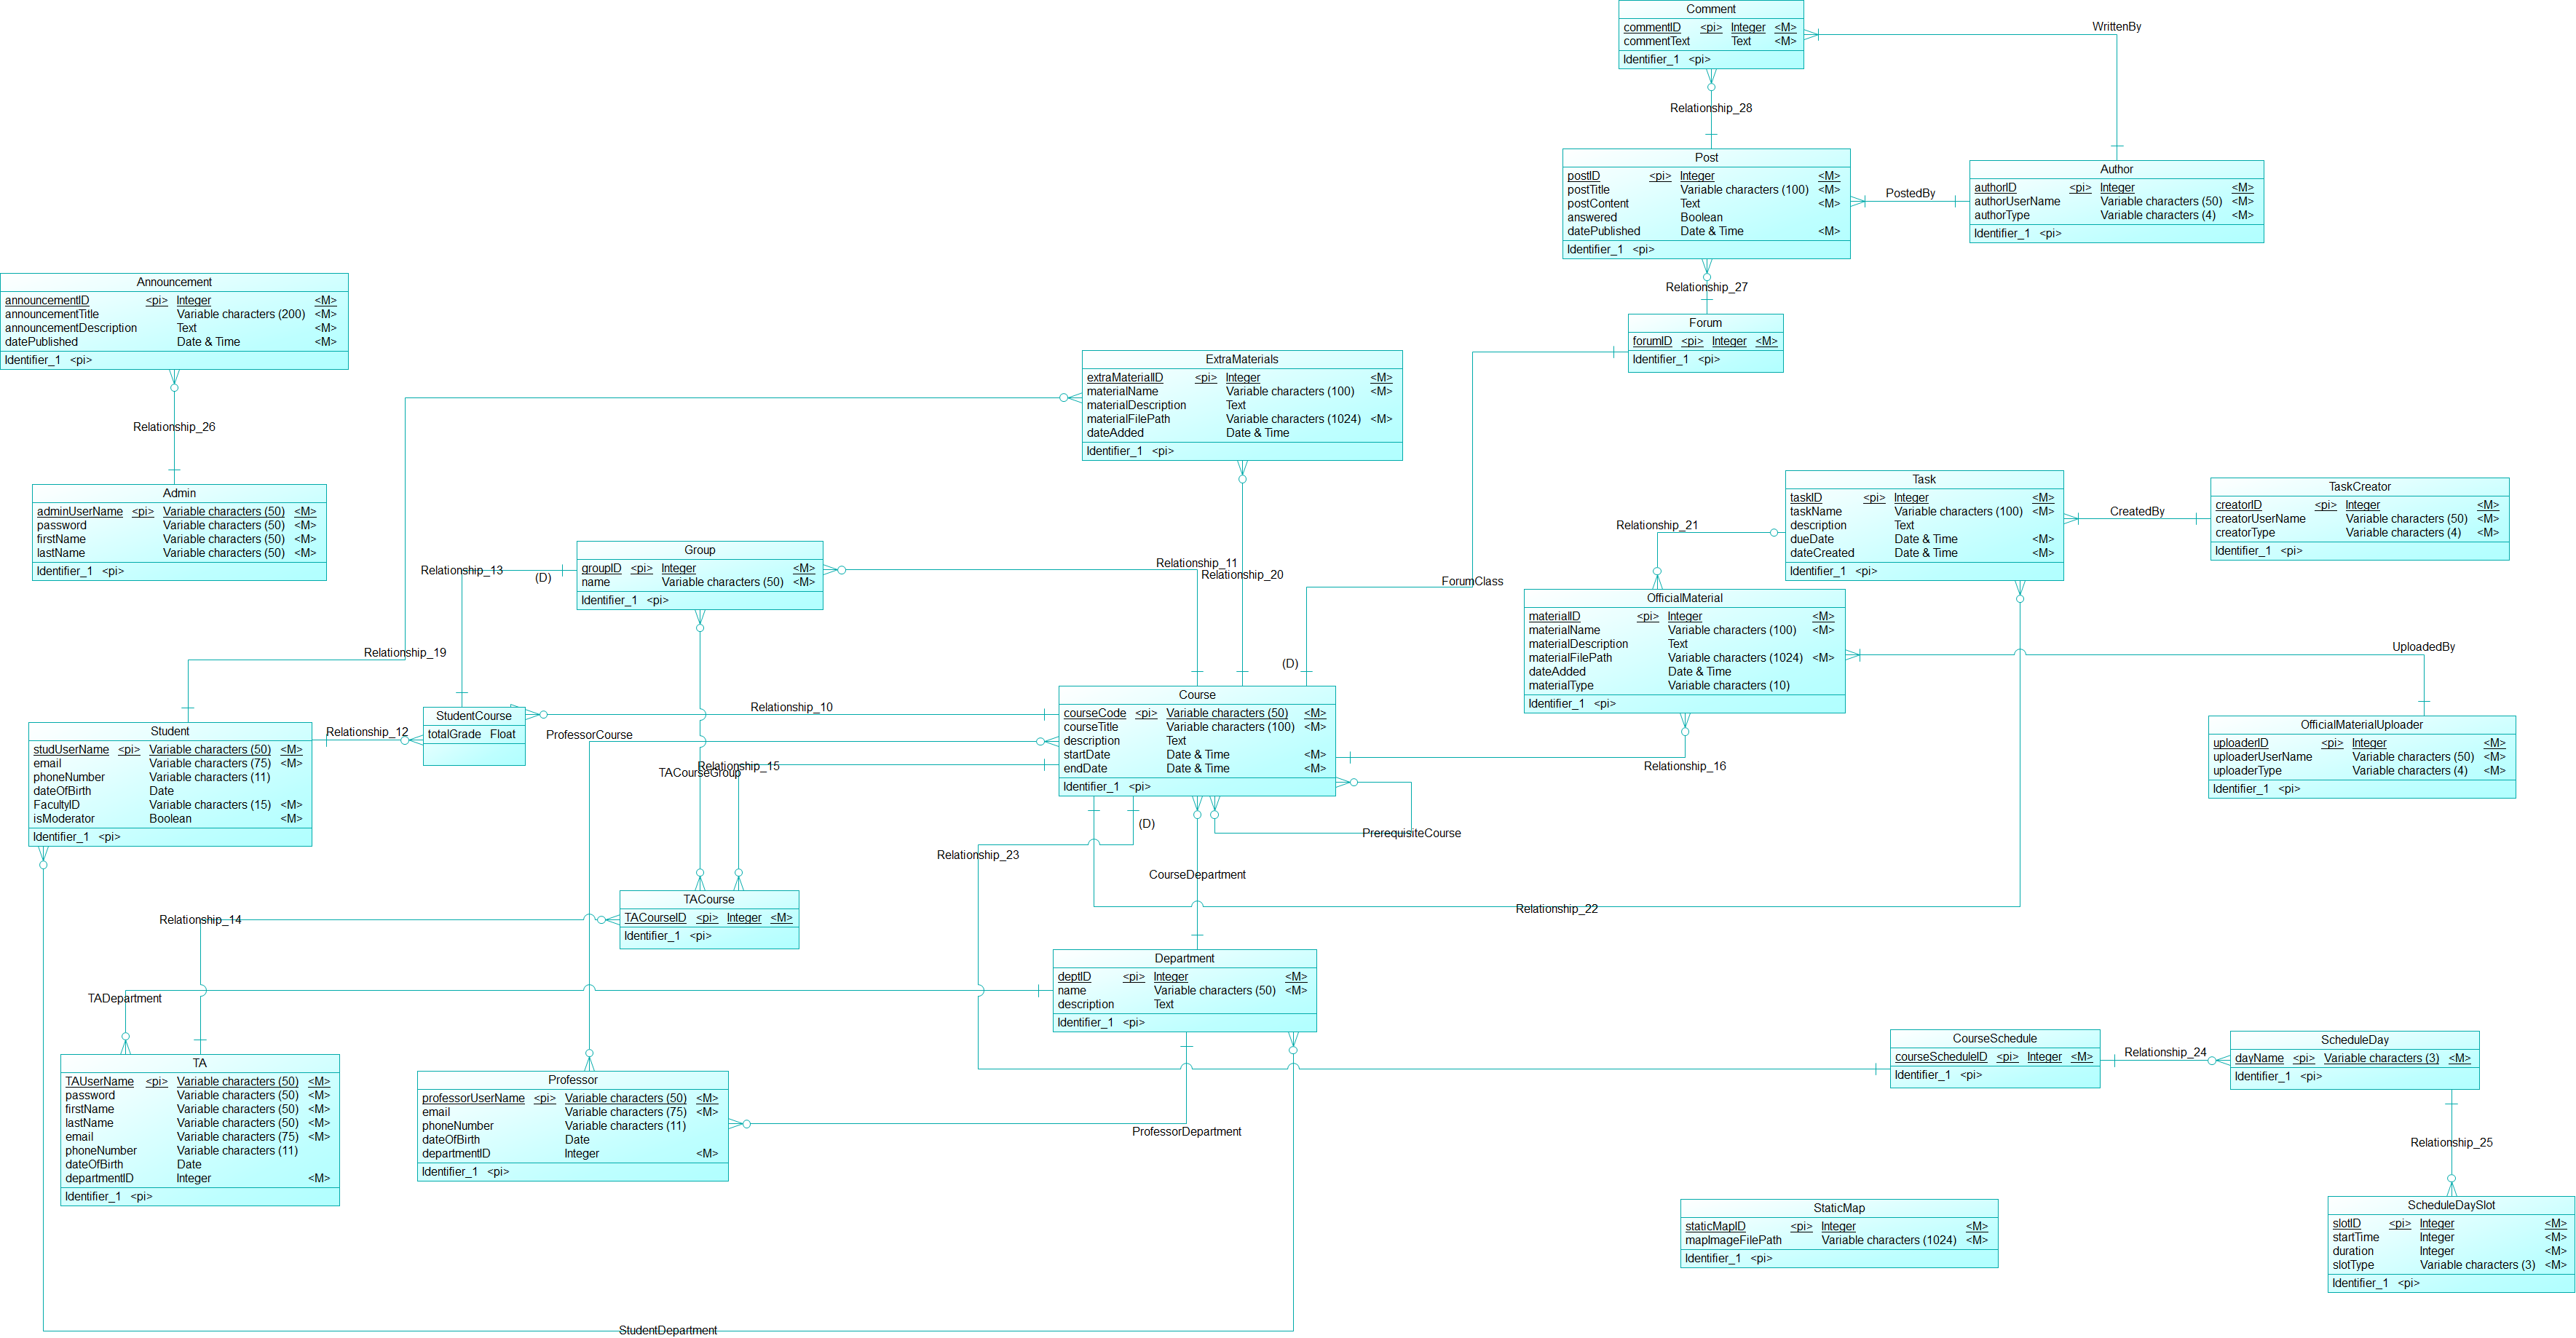 Comment
commentID <pi> Integer <M>
commentText Text <M>
Identifier_1 <pi>
WrittenBy
Relationship_28
Post
postID <pi> Integer <M>
postTitle Variable characters (100) <M>
postContent Text <M>
answered Boolean
datePublished Date & Time <M>
Identifier_1 <pi>
PostedBy
Author
authorID <pi> Integer <M>
authorUserName Variable characters (50) <M>
authorType Variable characters (4) <M>
Identifier_1 <pi>
Relationship_27
Forum
forumID <pi> Integer <M>
Identifier_1 <pi>
Announcement
announcementID <pi> Integer <M>
announcementTitle Variable characters (200) <M>
announcementDescription Text <M>
datePublished Date & Time <M>
Identifier_1 <pi>
Relationship_26
Admin
adminUserName <pi> Variable characters (50) <M>
password Variable characters (50) <M>
firstName Variable characters (50) <M>
lastName Variable characters (50) <M>
Identifier_1 <pi>
ExtraMaterials
extraMaterialID <pi> Integer <M>
materialName Variable characters (100) <M>
materialDescription Text
materialFilePath Variable characters (1024) <M>
dateAdded Date & Time
Identifier_1 <pi>
Task
taskID <pi> Integer <M>
taskName Variable characters (100) <M>
description Text
dueDate Date & Time <M>
dateCreated Date & Time <M>
Identifier_1 <pi>
CreatedBy
TaskCreator
creatorID <pi> Integer <M>
creatorUserName Variable characters (50) <M>
creatorType Variable characters (4) <M>
Identifier_1 <pi>
Relationship_21
Group
groupID <pi> Integer <M>
name Variable characters (50) <M>
Identifier_1 <pi>
Relationship_13
(D)
Relationship_11
Relationship_20
ForumClass
(D)
OfficialMaterial
materialID <pi> Integer <M>
materialName Variable characters (100) <M>
materialDescription Text
materialFilePath Variable characters (1024) <M>
dateAdded Date & Time
materialType Variable characters (10)
Identifier_1 <pi>
UploadedBy
Relationship_19
Student
studUserName <pi> Variable characters (50) <M>
email Variable characters (75) <M>
phoneNumber Variable characters (11)
dateOfBirth Date
FacultyID Variable characters (15) <M>
isModerator Boolean <M>
Identifier_1 <pi>
Relationship_12
StudentCourse
totalGrade Float
Relationship_10
ProfessorCourse
Relationship_15
TACourseGroup
Course
courseCode <pi> Variable characters (50) <M>
courseTitle Variable characters (100) <M>
description Text
startDate Date & Time <M>
endDate Date & Time <M>
Identifier_1 <pi>
Relationship_16
OfficialMaterialUploader
uploaderID <pi> Integer <M>
uploaderUserName Variable characters (50) <M>
uploaderType Variable characters (4) <M>
Identifier_1 <pi>
(D)
PrerequisiteCourse
Relationship_23
CourseDepartment
Relationship_22
TACourse
TACourseID <pi> Integer <M>
Identifier_1 <pi>
Relationship_14
Department
deptID <pi> Integer <M>
name Variable characters (50) <M>
description Text
Identifier_1 <pi>
TADepartment
TA
TAUserName <pi> Variable characters (50) <M>
password Variable characters (50) <M>
firstName Variable characters (50) <M>
lastName Variable characters (50) <M>
email Variable characters (75) <M>
phoneNumber Variable characters (11)
dateOfBirth Date
departmentID Integer <M>
Identifier_1 <pi>
Professor
professorUserName <pi> Variable characters (50) <M>
email Variable characters (75) <M>
phoneNumber Variable characters (11)
dateOfBirth Date
departmentID Integer <M>
Identifier_1 <pi>
ProfessorDepartment
CourseSchedule
courseScheduleID <pi> Integer <M>
Identifier_1 <pi>
Relationship_24
ScheduleDay
dayName <pi> Variable characters (3) <M>
Identifier_1 <pi>
Relationship_25
ScheduleDaySlot
slotID <pi> Integer <M>
startTime Integer <M>
duration Integer <M>
slotType Variable characters (3) <M>
Identifier_1 <pi>
StaticMap
staticMapID <pi> Integer <M>
mapImageFilePath Variable characters (1024) <M>
Identifier_1 <pi>
StudentDepartment